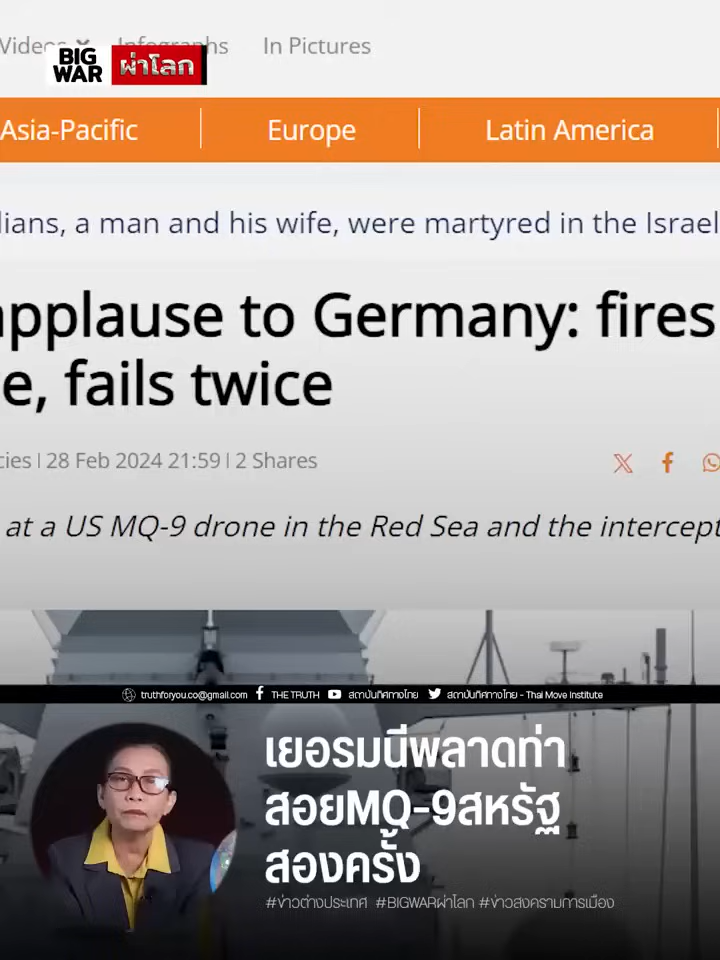 Videos Infographs In Pictures
BIG WAR ผ่าโลก
Asia-Pacific Europe Latin America
lians, a man and his wife, were martyred in the Israel
applause to Germany: fires
e, fails twice
cies | 28 Feb 2024 21:59 | 2 Shares
at a US MQ-9 drone in the Red Sea and the intercept
truthforyou.co@gmail.com THE TRUTH สถาบันทิศทางไทย สถาบันทิศทางไทย - Thai Move Institute
เยอรมนีพลาดท่า
สอยMQ-9สหรัฐ
สองครั้ง
#ข่าวต่างประเทศ #BIGWARผ่าโลก #ข่าวสงครามการเมือง